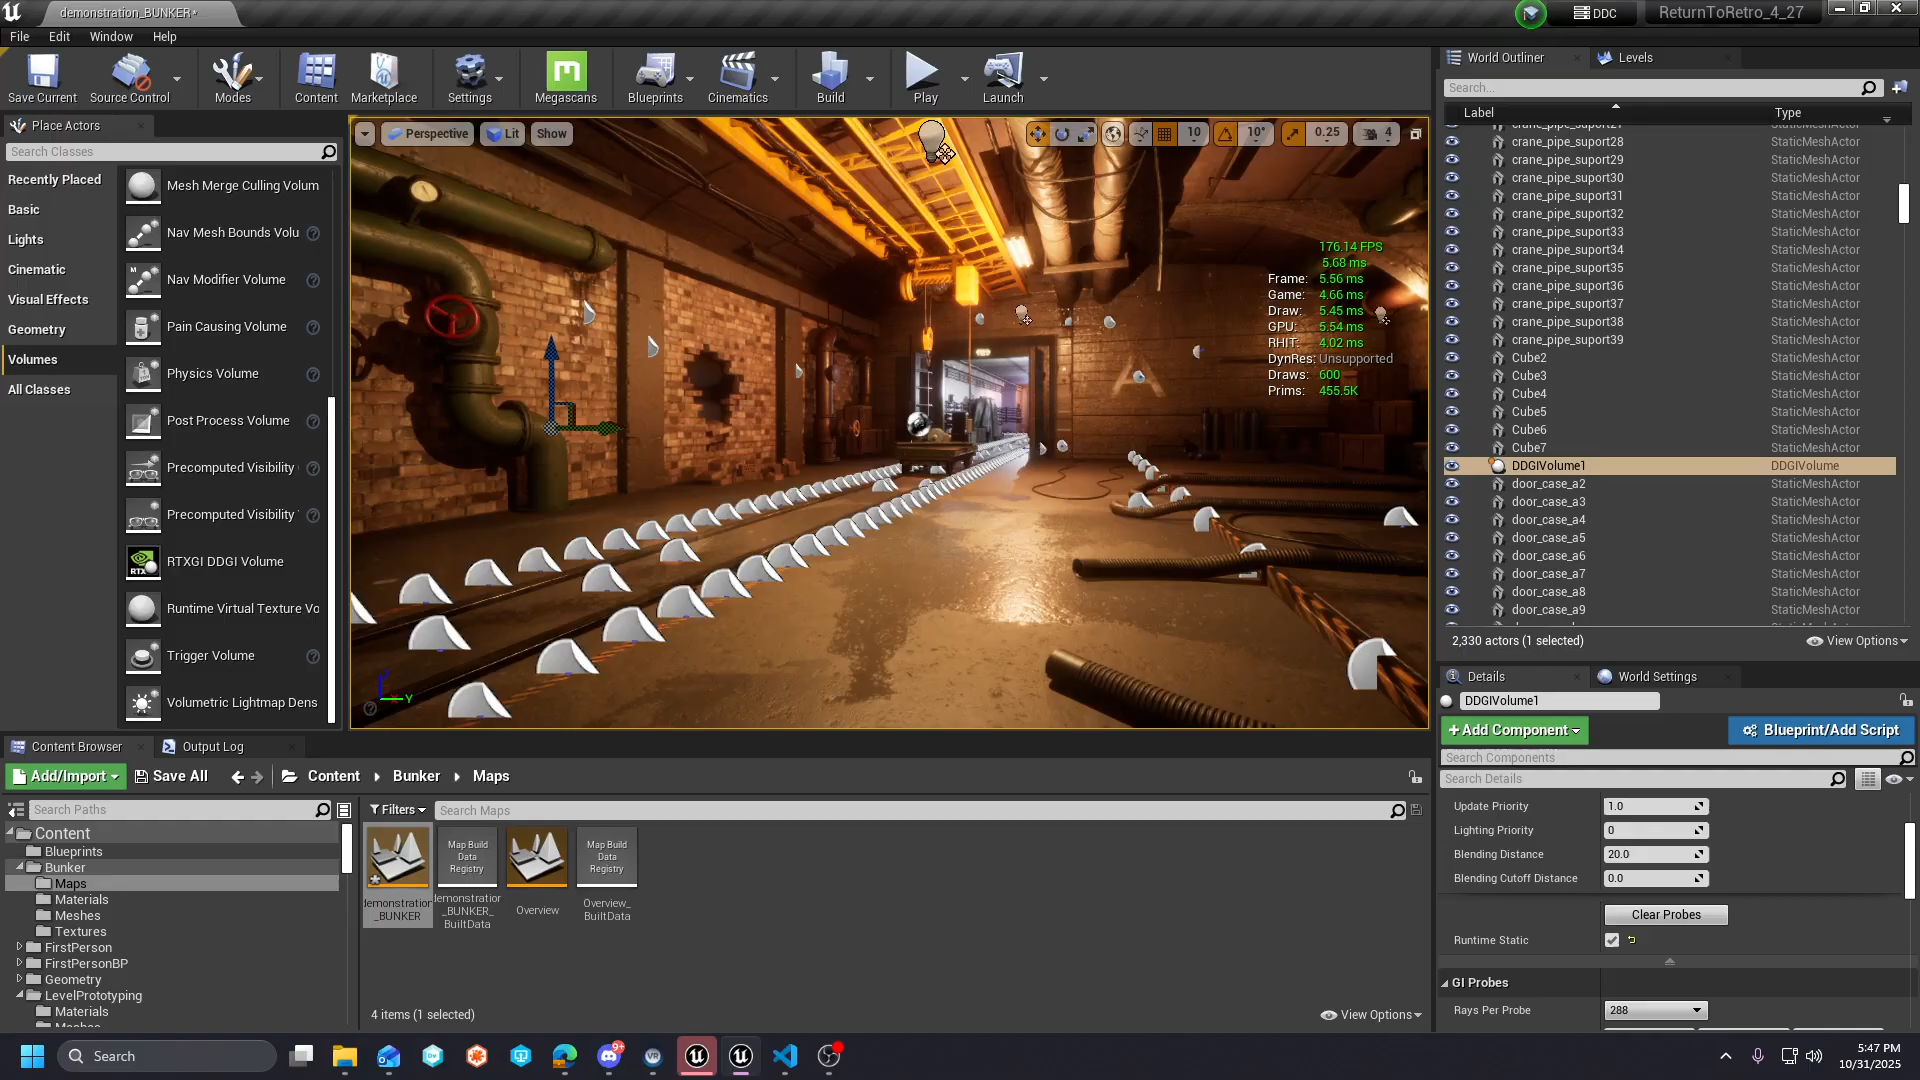 demonstration_BUNKER*
DDC
ReturnToRetro_4_27
File Edit Window Help
Save Current
Source Control
Modes
Content
Marketplace
Settings
Megascans
Blueprints
Cinematics
Build
Play
Launch
Place Actors
Search Classes
Recently Placed
Basic
Lights
Cinematic
Visual Effects
Geometry
Volumes
All Classes
Mesh Merge Culling Volum
Nav Mesh Bounds Volu
Nav Modifier Volume
Pain Causing Volume
Physics Volume
Post Process Volume
Precomputed Visibility
Precomputed Visibility
RTXGI DDGI Volume
Runtime Virtual Texture Vo
Trigger Volume
Volumetric Lightmap Dens
Perspective
Lit
Show
10
10°
0.25
4
176.14 FPS
5.68 ms
Frame: 5.56 ms
Game: 4.66 ms
Draw: 5.45 ms
GPU: 5.54 ms
RHIT: 4.02 ms
DynRes: Unsupported
Draws: 600
Prims: 455.5K
A
Y
World Outliner
Levels
Search...
Label Type
crane_pipe_suport27 StaticMeshActor
crane_pipe_suport28 StaticMeshActor
crane_pipe_suport29 StaticMeshActor
crane_pipe_suport30 StaticMeshActor
crane_pipe_suport31 StaticMeshActor
crane_pipe_suport32 StaticMeshActor
crane_pipe_suport33 StaticMeshActor
crane_pipe_suport34 StaticMeshActor
crane_pipe_suport35 StaticMeshActor
crane_pipe_suport36 StaticMeshActor
crane_pipe_suport37 StaticMeshActor
crane_pipe_suport38 StaticMeshActor
crane_pipe_suport39 StaticMeshActor
Cube2 StaticMeshActor
Cube3 StaticMeshActor
Cube4 StaticMeshActor
Cube5 StaticMeshActor
Cube6 StaticMeshActor
Cube7 StaticMeshActor
DDGIVolume1 DDGIVolume
door_case_a2 StaticMeshActor
door_case_a3 StaticMeshActor
door_case_a4 StaticMeshActor
door_case_a5 StaticMeshActor
door_case_a6 StaticMeshActor
door_case_a7 StaticMeshActor
door_case_a8 StaticMeshActor
door_case_a9 StaticMeshActor
2,330 actors (1 selected)
View Options
Details
World Settings
DDGIVolume1
+Add Component
Blueprint/Add Script
Search Components
Search Details
Update Priority 1.0
Lighting Priority 0
Blending Distance 20.0
Blending Cutoff Distance 0.0
Clear Probes
Runtime Static
GI Probes
Rays Per Probe 288
Content Browser
Output Log
Add/Import
Save All
Content Bunker Maps
Search Paths
Content
Blueprints
Bunker
Maps
Materials
Meshes
Textures
FirstPerson
FirstPersonBP
Geometry
LevelPrototyping
Materials
Meshes
Filters
Search Maps
Map Build
Data
Registry
Map Build
Data
Registry
demonstration
_BUNKER
demonstration
_BUNKER_
BuiltData
Overview
Overview_
BuiltData
4 items (1 selected)
View Options
Search
9+
VR
5:47 PM
10/31/2025